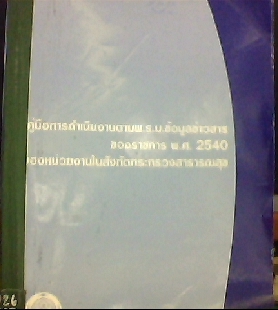 คู่มือการดำเนินงานตามพ.ร.บ.ข้อมูลข่าวสาร
ของราชการ พ.ศ. 2540
ของหน่วยงานในสังกัดกระทรวงสาธารณสุข
26